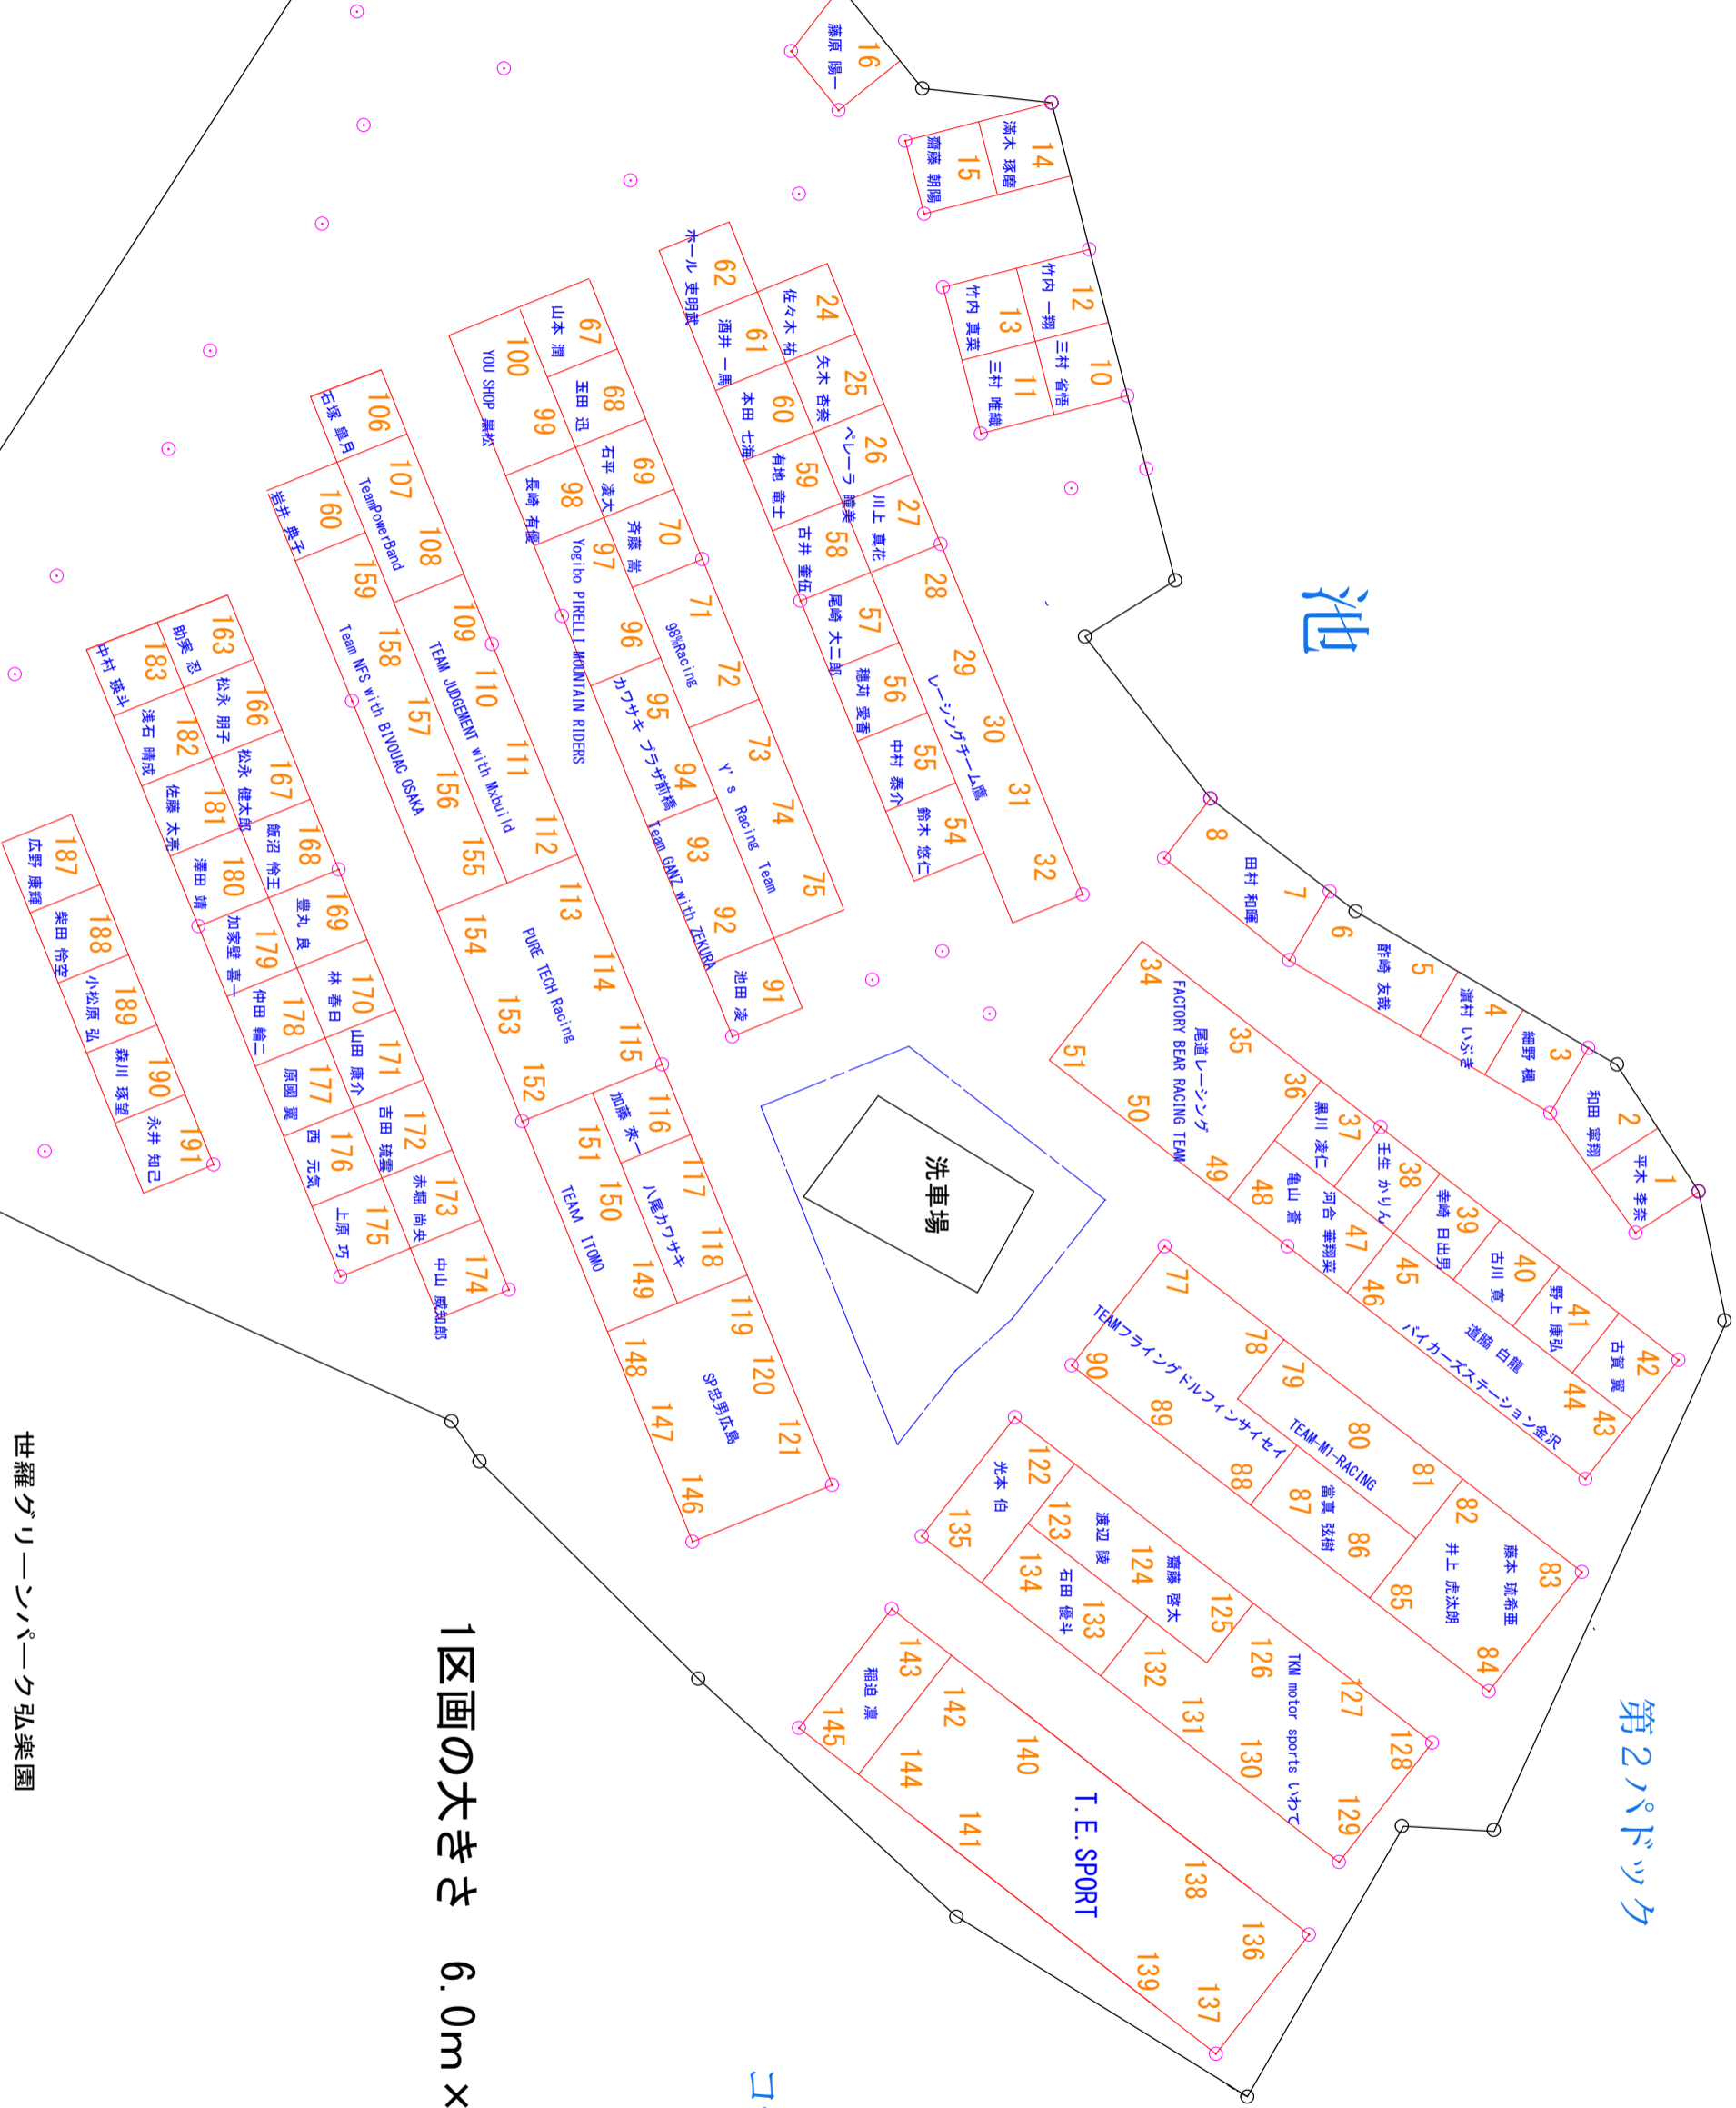 池
第2パドック
16
藤原 陽一
14
滿木 琢磨
15
齋藤 朝陽
12
竹内 一翔
13
竹内 真菜
10
三村 省悟
11
三村 唯織
8
7
田村 和暉
6
5
酢崎 友哉
4
濵村 いぶき
3
細野 楓
2
和田 寧翔
1
平木 李奈
62
ホール 吏明武
61
酒井 一馬
60
本田 七海
59
有地 竜士
58
古井 奎伍
57
尾崎 大二郎
56
穗苅 愛香
55
中村 泰介
54
鈴木 悠仁
24
佐々木 祐
25
矢木 杏奈
26
ペレーラ 瞳美
27
川上 真花
28
29
30
31
32
レーシングチーム鷹
67
山本 潤
68
玉田 迅
69
石平 凌大
70
斉藤 嵩
71
72
98%Racing
73
74
75
Y's Racing Team
100
99
YOU SHOP 黒松
98
長崎 有優
97
96
Yogibo PIRELLI MOUNTAIN RIDERS
95
94
カワサキ プラザ前橋
93
92
Team GANZ with ZEKURA
91
池田 凌
106
石塚 皐月
107
108
TeamPowerBand
109
110
111
112
TEAM JUDGEMENT with Mxbuild
113
114
115
154
153
152
PURE TECH Racing
116
加藤 來一
117
118
八尾カワサキ
119
120
121
148
147
146
SP忠男広島
160
岩井 典子
159
158
157
156
155
Team NFS with BIVOUAC OSAKA
151
150
149
TEAM ITOMO
163
助実 忍
166
松永 朋子
167
松永 健太郎
168
飯沼 怜王
169
豊丸 良
170
林 春日
171
山田 康介
172
吉田 琉雲
173
赤堀 尚央
174
中山 威知郎
183
中村 瑛斗
182
浅石 晴成
181
佐藤 太亮
180
澤田 靖
179
加家壁 喜一
178
仲田 輪二
177
原國 翼
176
西 元気
175
上原 巧
187
広野 康輝
188
柴田 怜空
189
小松原 弘
190
森川 琢望
191
永井 知己
洗車場
34
35
36
51
50
49
尾道レーシング
FACTORY BEAR RACING TEAM
37
黒川 凌仁
38
壬生 かりん
39
幸崎 日出男
40
古川 寛
41
野上 康弘
42
古賀 翼
48
亀山 蒼
47
河合 華翔菜
46
45
44
43
道脇 白龍
バイカーズステーション金沢
77
78
90
89
88
TEAMフライングドルフィンサイセイ
79
80
81
TEAM-M1-RACING
87
86
當真 弦樹
82
83
84
85
藤本 琉希亜
井上 虎汰朗
122
135
光本 伯
123
124
125
渡辺 陵
齋藤 啓太
134
133
石田 優斗
126
127
128
132
131
130
129
TKM motor sports いわて
143
145
稲迫 凛
142
140
138
136
144
141
139
137
T.E.SPORT
1区画の大きさ 6.0m×
世羅グリーンパーク弘楽園
コ